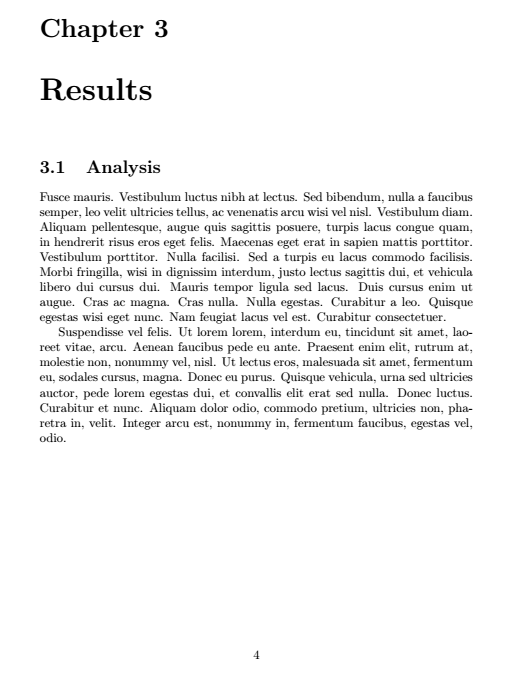 Chapter 3
Results
3.1 Analysis
Fusce mauris. Vestibulum luctus nibh at lectus. Sed bibendum, nulla a faucibus
semper, leo velit ultricies tellus, ac venenatis arcu wisi vel nisl. Vestibulum diam.
Aliquam pellentesque, augue quis sagittis posuere, turpis lacus congue quam,
in hendrerit risus eros eget felis. Maecenas eget erat in sapien mattis porttitor.
Vestibulum porttitor. Nulla facilisi. Sed a turpis eu lacus commodo facilisis.
Morbi fringilla, wisi in dignissim interdum, justo lectus sagittis dui, et vehicula
libero dui cursus dui. Mauris tempor ligula sed lacus. Duis cursus enim ut
augue. Cras ac magna. Cras nulla. Nulla egestas. Curabitur a leo. Quisque
egestas wisi eget nunc. Nam feugiat lacus vel est. Curabitur consectetuer.
Suspendisse vel felis. Ut lorem lorem, interdum eu, tincidunt sit amet, lao-
reet vitae, arcu. Aenean faucibus pede eu ante. Praesent enim elit, rutrum at,
molestie non, nonummy vel, nisl. Ut lectus eros, malesuada sit amet, fermentum
eu, sodales cursus, magna. Donec eu purus. Quisque vehicula, urna sed ultricies
auctor, pede lorem egestas dui, et convallis elit erat sed nulla. Donec luctus.
Curabitur et nunc. Aliquam dolor odio, commodo pretium, ultricies non, pha-
retra in, velit. Integer arcu est, nonummy in, fermentum faucibus, egestas vel,
odio.
4